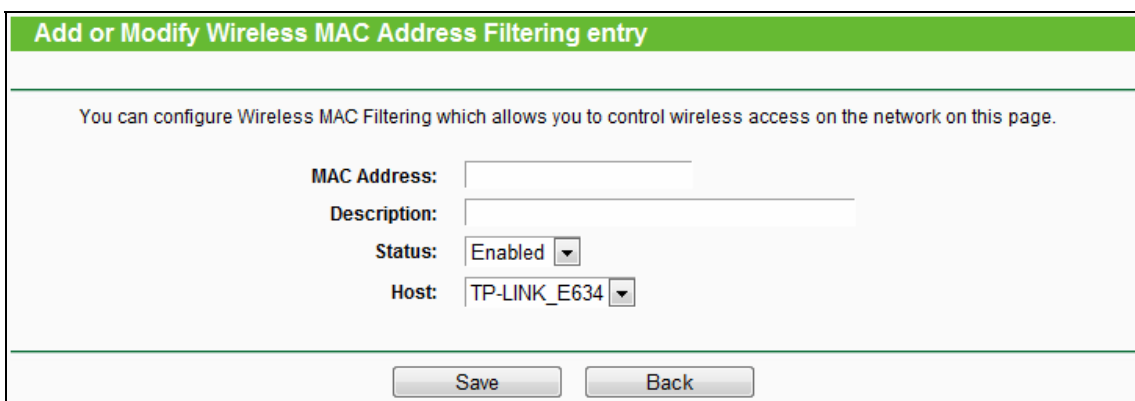 Add or Modify Wireless MAC Address Filtering entry
You can configure Wireless MAC Filtering which allows you to control wireless access on the network on this page.
MAC Address:
Description:
Status: Enabled
Host: TP-LINK_E634
Save Back